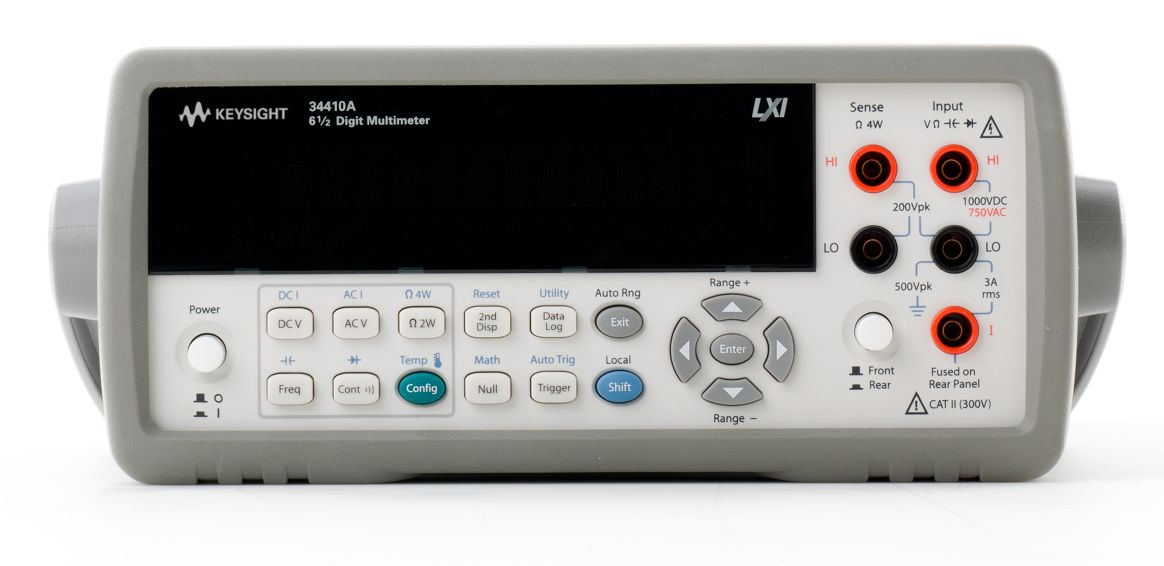 KEYSIGHT
34410A
6½ Digit Multimeter
LXI
Sense
Ω 4W
Input
V Ω
HI
HI
200Vpk
1000VDC
750VAC
LO
LO
500Vpk
3A
rms
I
Front
Rear
Fused on
Rear Panel
CAT II (300V)
Power
O
I
DC I
AC I
Ω 4W
Reset
Utility
Auto Rng
Range +
DC V
AC V
Ω 2W
2nd
Disp
Data
Log
Exit
Enter
Temp
Math
Auto Trig
Local
Freq
Cont
Config
Null
Trigger
Shift
Range −